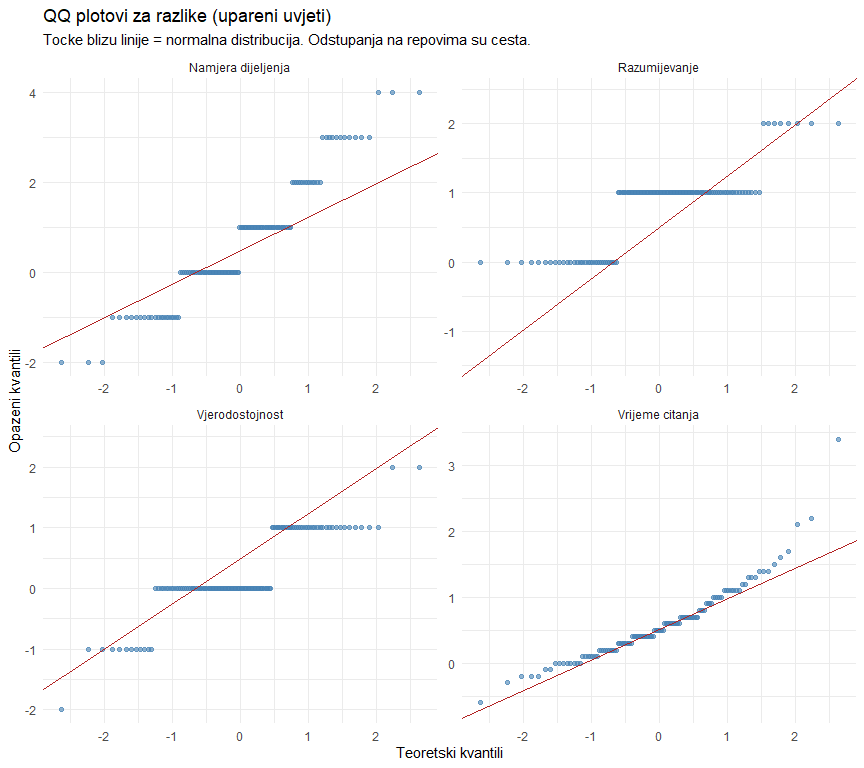 QQ plotovi za razlike (upareni uvjeti)
Tocke blizu linije = normalna distribucija. Odstupanja na repovima su cesta.
Namjera dijeljenja
Razumijevanje
4
2
0
-2
2
1
0
-1
-2 -1 0 1 2
-2 -1 0 1 2
Opazeni kvantili
Vjerodostojnost
Vrijeme citanja
2
1
0
-1
-2
3
2
1
0
-2 -1 0 1 2
-2 -1 0 1 2
Teoretski kvantili